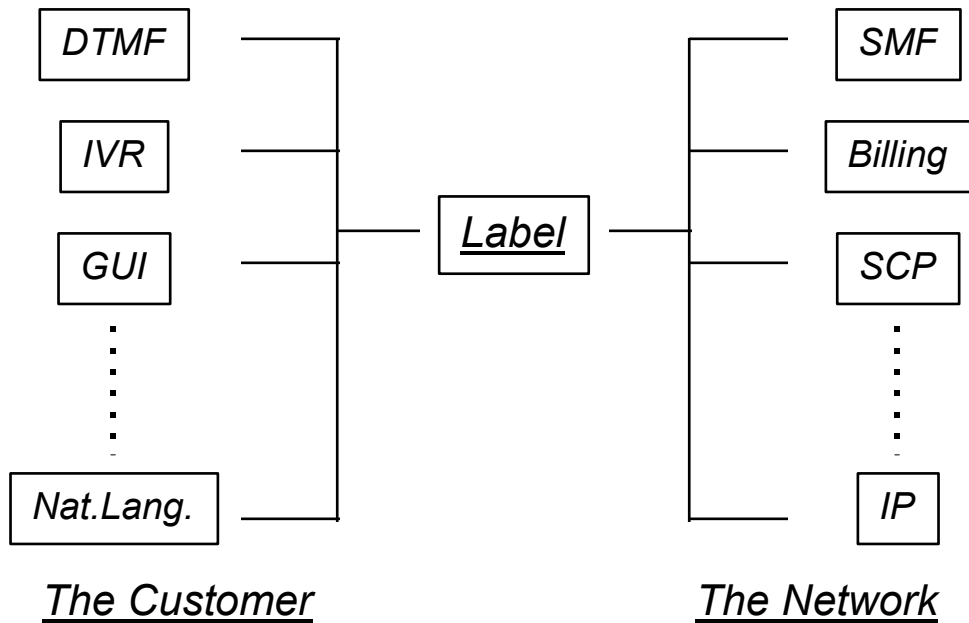 DTMF
IVR
GUI
Nat.Lang.
The Customer
Label
SMF
Billing
SCP
IP
The Network